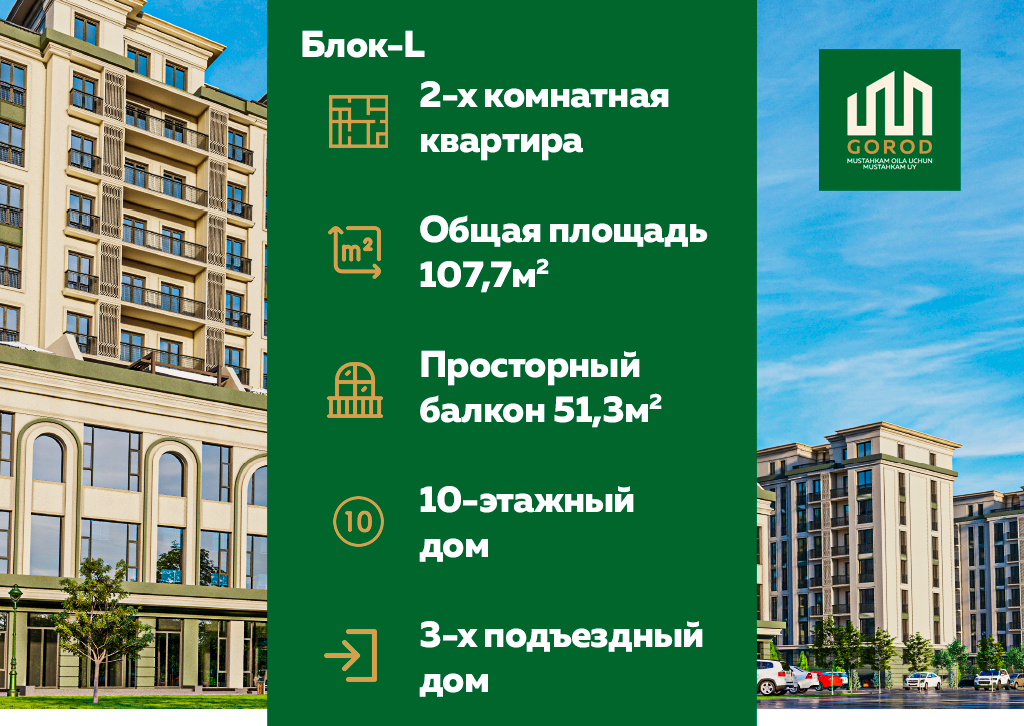 Блок-L
2-х комнатная
квартира
m²
Общая площадь
107,7м²
Просторный
балкон 51,3м²
10
10-этажный
дом
3-х подъездный
дом
GOROD
MUSTAHKAM OILA UCHUN
MUSTAHKAM UY